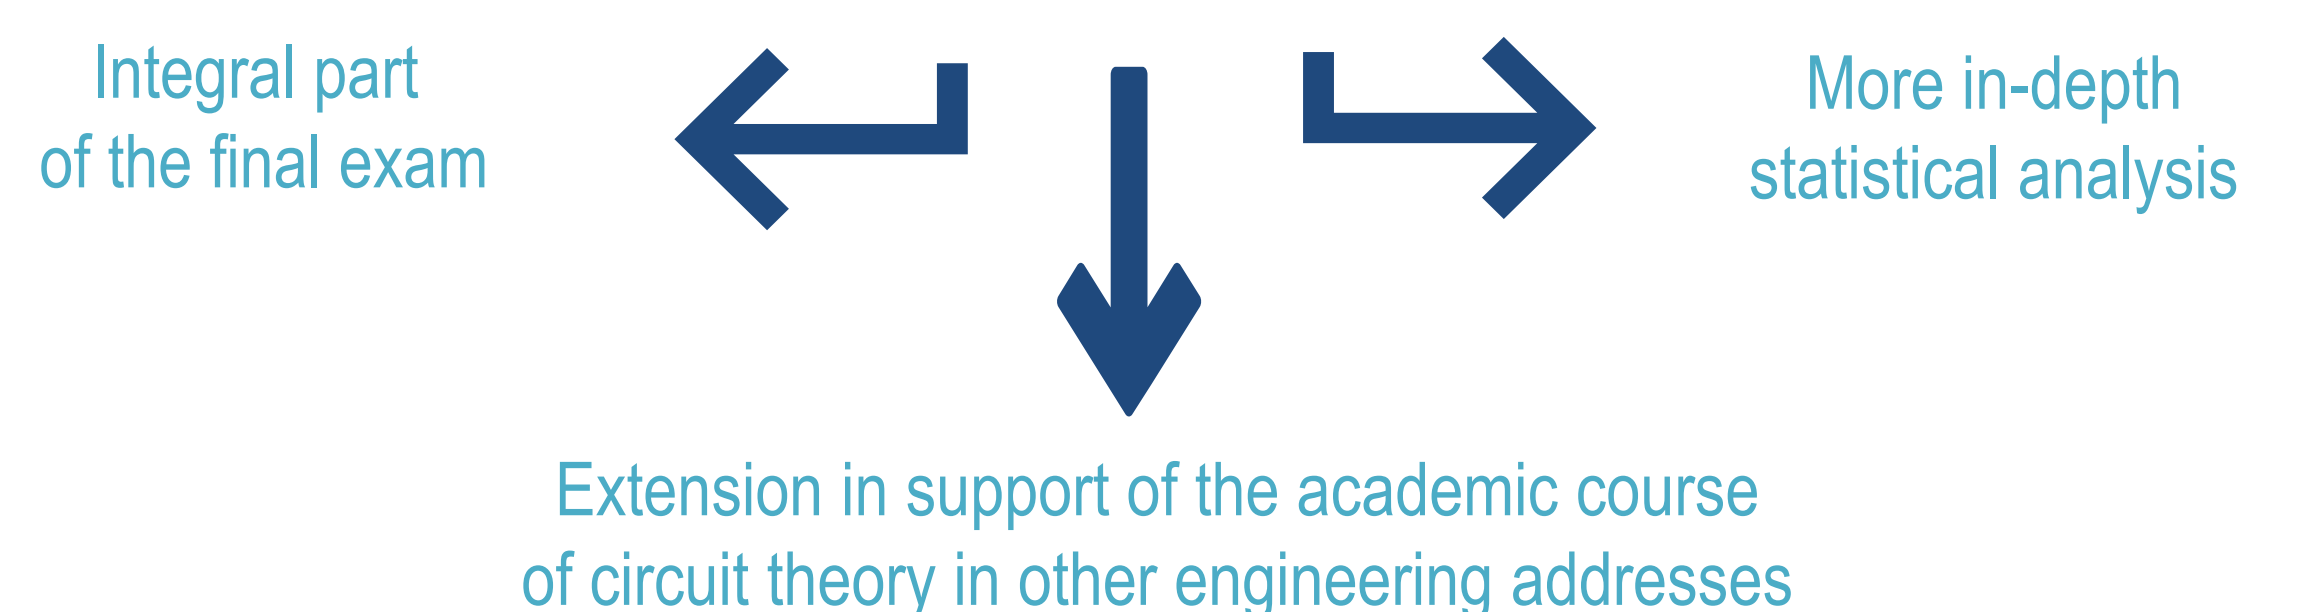 Integral part
of the final exam
More in-depth
statistical analysis
Extension in support of the academic course
of circuit theory in other engineering addresses